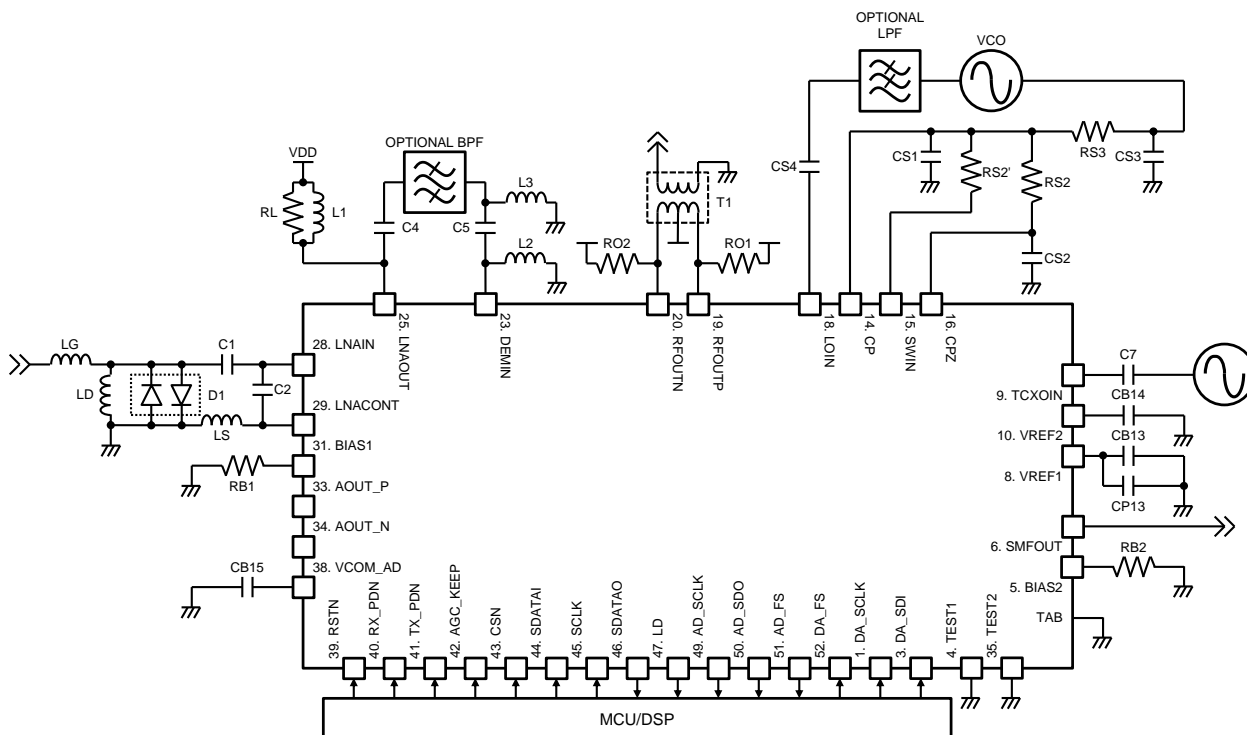 OPTIONAL
LPF
VCO
OPTIONAL BPF
VDD
L3
T1
CS4
CS1
RS2'
RS3
CS3
RS2
RL
L1
C4
C5
L2
RO2
RO1
CS2
25. LNAOUT
23. DEMIN
20. RFOUTN
19. RFOUTP
18. LOIN
14. CP
15. SWIN
16. CPZ
LG
C1
28. LNAIN
LD
D1
C2
LS
29. LNACONT
31. BIAS1
RB1
33. AOUT_P
34. AOUT_N
38. VCOM_AD
CB15
C7
9. TCXOIN
CB14
10. VREF2
CB13
8. VREF1
CP13
6. SMFOUT
RB2
5. BIAS2
TAB
39. RSTN
40. RX_PDN
41. TX_PDN
42. AGC_KEEP
43. CSN
44. SDATAI
45. SCLK
46. SDATAO
47. LD
49. AD_SCLK
50. AD_SDO
51. AD_FS
52. DA_FS
1. DA_SCLK
3. DA_SDI
4. TEST1
35. TEST2
MCU/DSP